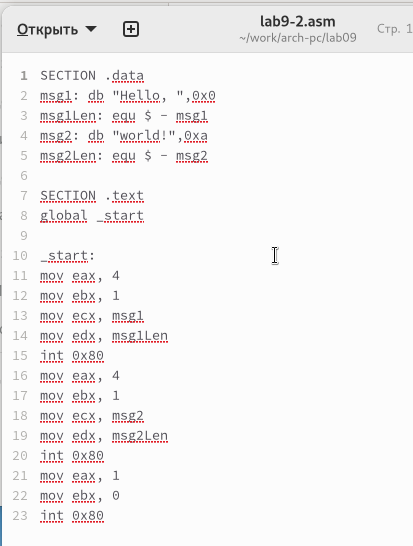 Открыть
lab9-2.asm
~/work/arch-pc/lab09
Стр. 1
1 SECTION .data
2 msg1: db "Hello, ",0x0
3 msg1Len: equ $ - msg1
4 msg2: db "world!",0xa
5 msg2Len: equ $ - msg2
6
7 SECTION .text
8 global _start
9
10 _start:
11 mov eax, 4
12 mov ebx, 1
13 mov ecx, msg1
14 mov edx, msg1Len
15 int 0x80
16 mov eax, 4
17 mov ebx, 1
18 mov ecx, msg2
19 mov edx, msg2Len
20 int 0x80
21 mov eax, 1
22 mov ebx, 0
23 int 0x80